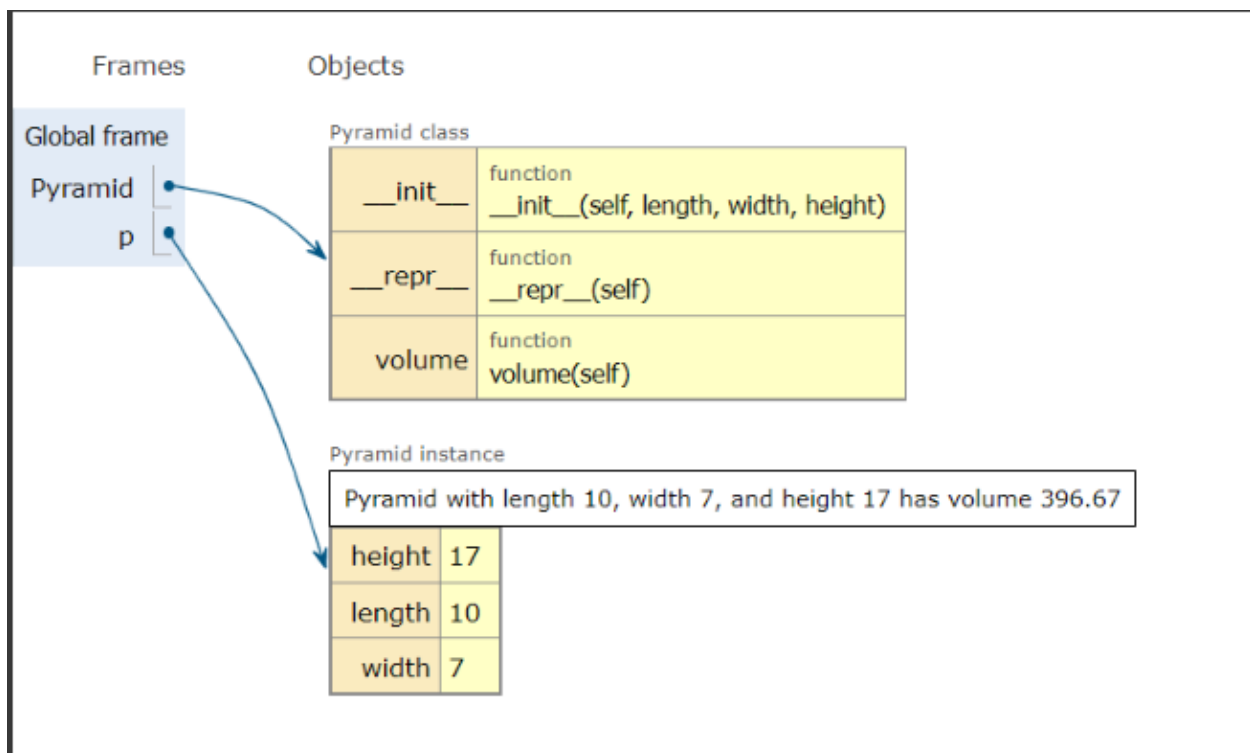 Frames Objects
Global frame
Pyramid
p
Pyramid class
__init__
function
__init__(self, length, width, height)
__repr__
function
__repr__(self)
volume
function
volume(self)
Pyramid instance
Pyramid with length 10, width 7, and height 17 has volume 396.67
height 17
length 10
width 7